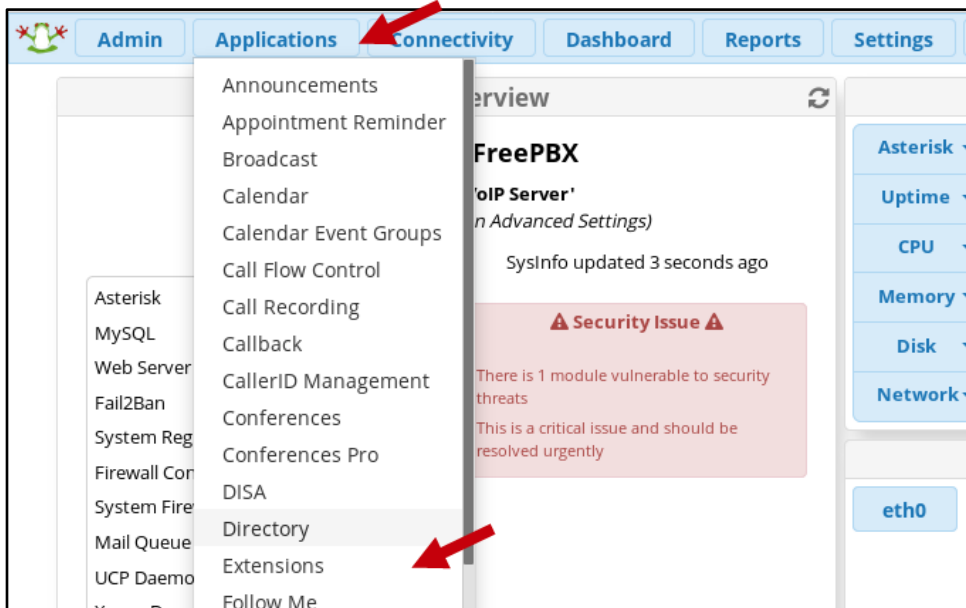 Admin Applications Connectivity Dashboard Reports Settings
Announcements
Appointment Reminder
Broadcast
Calendar
Calendar Event Groups
Call Flow Control
Call Recording
Callback
CallerID Management
Conferences
Conferences Pro
DISA
Directory
Extensions
Follow Me
erview
FreePBX
oIP Server'
n Advanced Settings)
SysInfo updated 3 seconds ago
Asterisk
MySQL
Web Server
Fail2Ban
System Reg
Firewall Con
System Fire
Mail Queue
UCP Daemo
Security Issue
There is 1 module vulnerable to security
threats
This is a critical issue and should be
resolved urgently
Asterisk
Uptime
CPU
Memory
Disk
Network
eth0